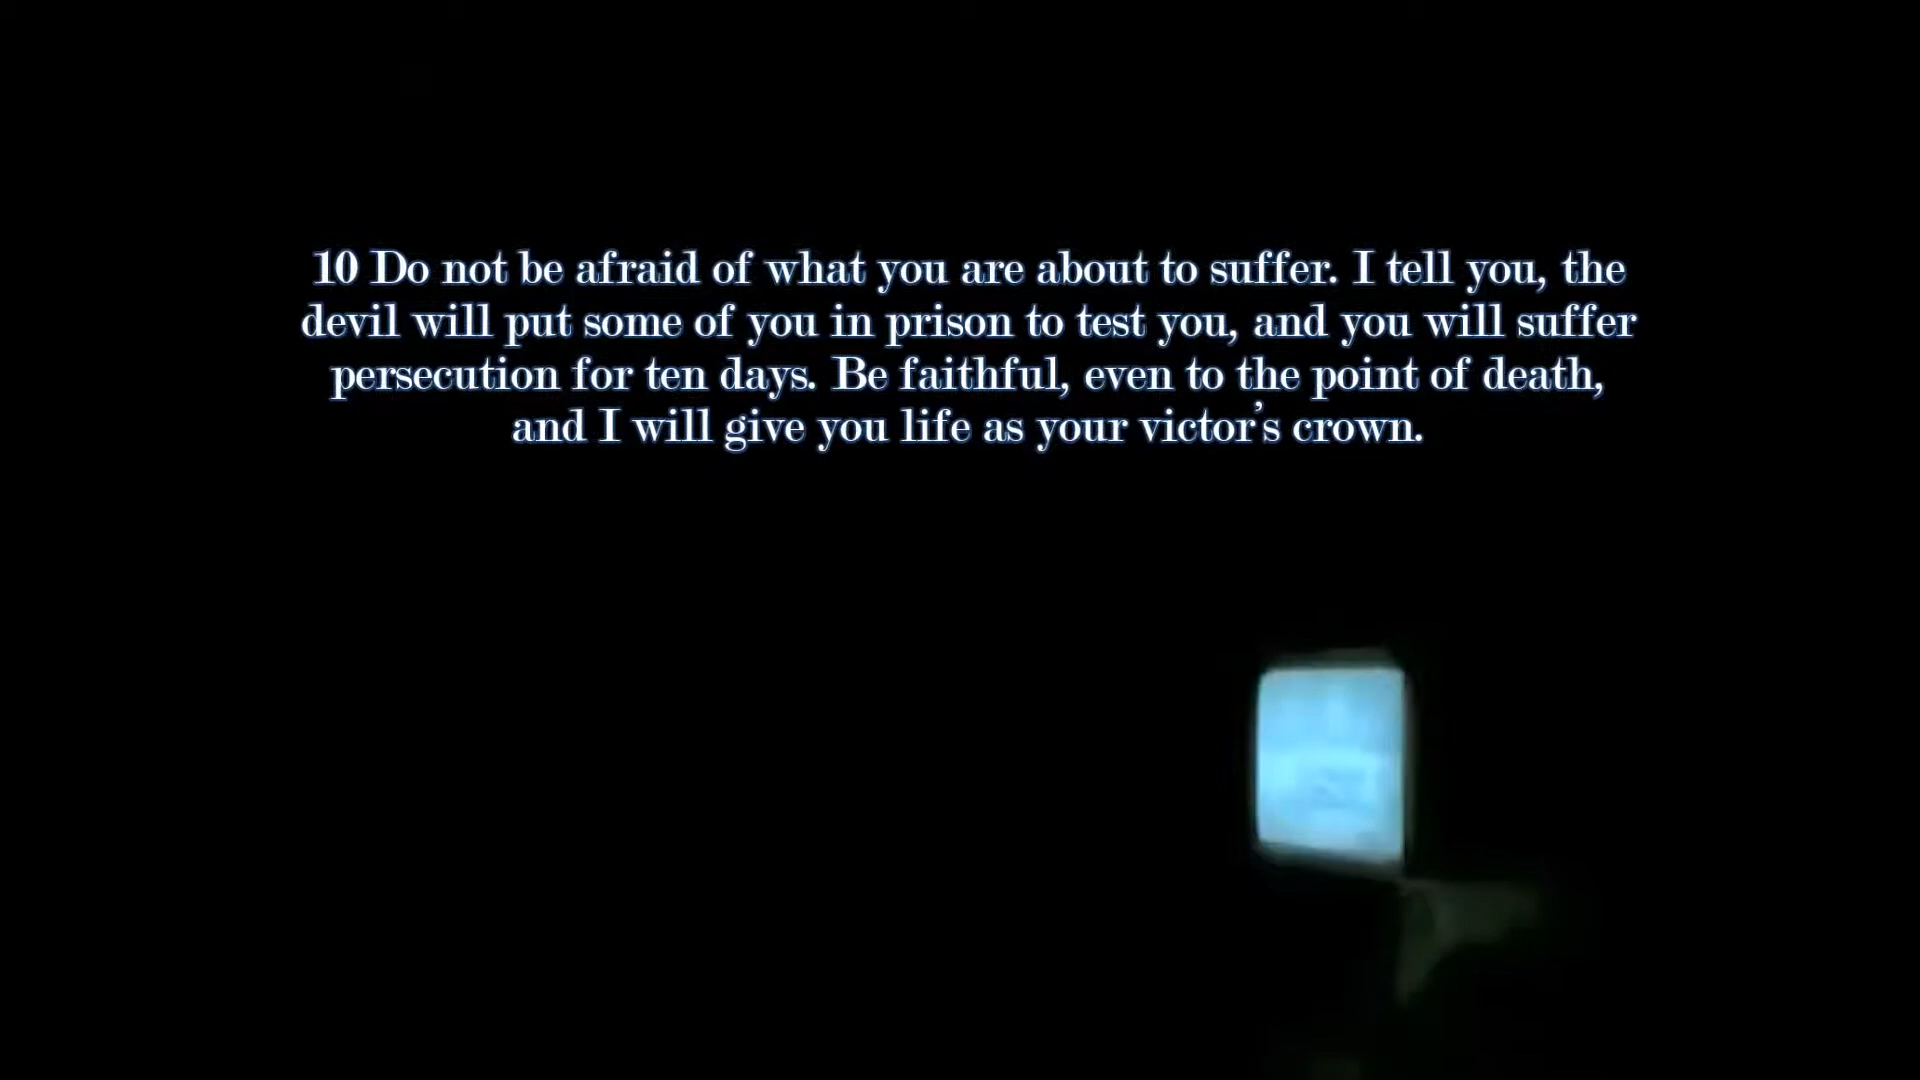 10 Do not be afraid of what you are about to suffer. I tell you, the
devil will put some of you in prison to test you, and you will suffer
persecution for ten days. Be faithful, even to the point of death,
and I will give you life as your victor's crown.